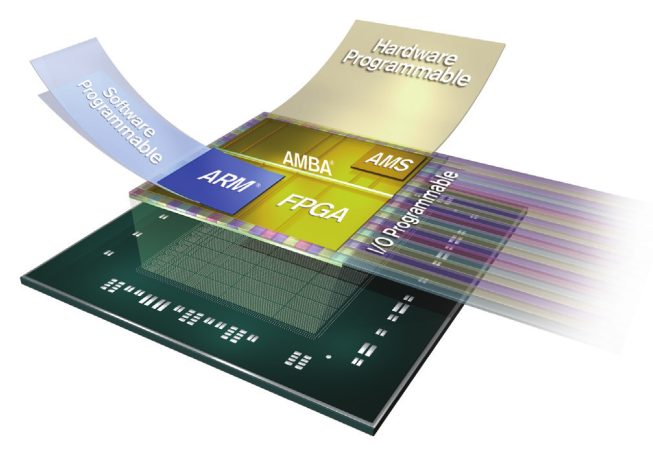 Hardware
Programmable
Software
Programmable
AMBA®
AMS
ARM®
FPGA
I/O Programmable